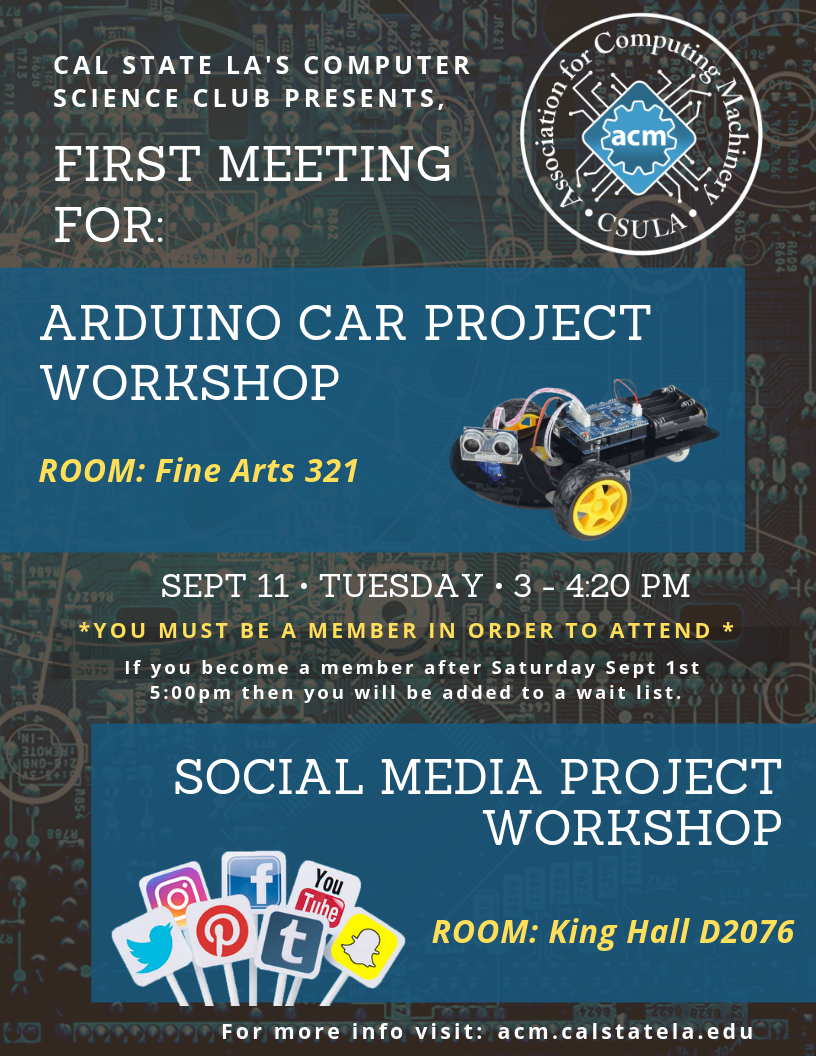 CAL STATE LA'S COMPUTER
SCIENCE CLUB PRESENTS,
Association for Computing Machinery
acm
• CSULA •
FIRST MEETING
FOR:
ARDUINO CAR PROJECT
WORKSHOP
ROOM: Fine Arts 321
SEPT 11 • TUESDAY • 3 - 4:20 PM
*YOU MUST BE A MEMBER IN ORDER TO ATTEND *
If you become a member after Saturday Sept 1st
5:00pm then you will be added to a wait list.
SOCIAL MEDIA PROJECT
WORKSHOP
You
Tube
ROOM: King Hall D2076
For more info visit: acm.calstatela.edu